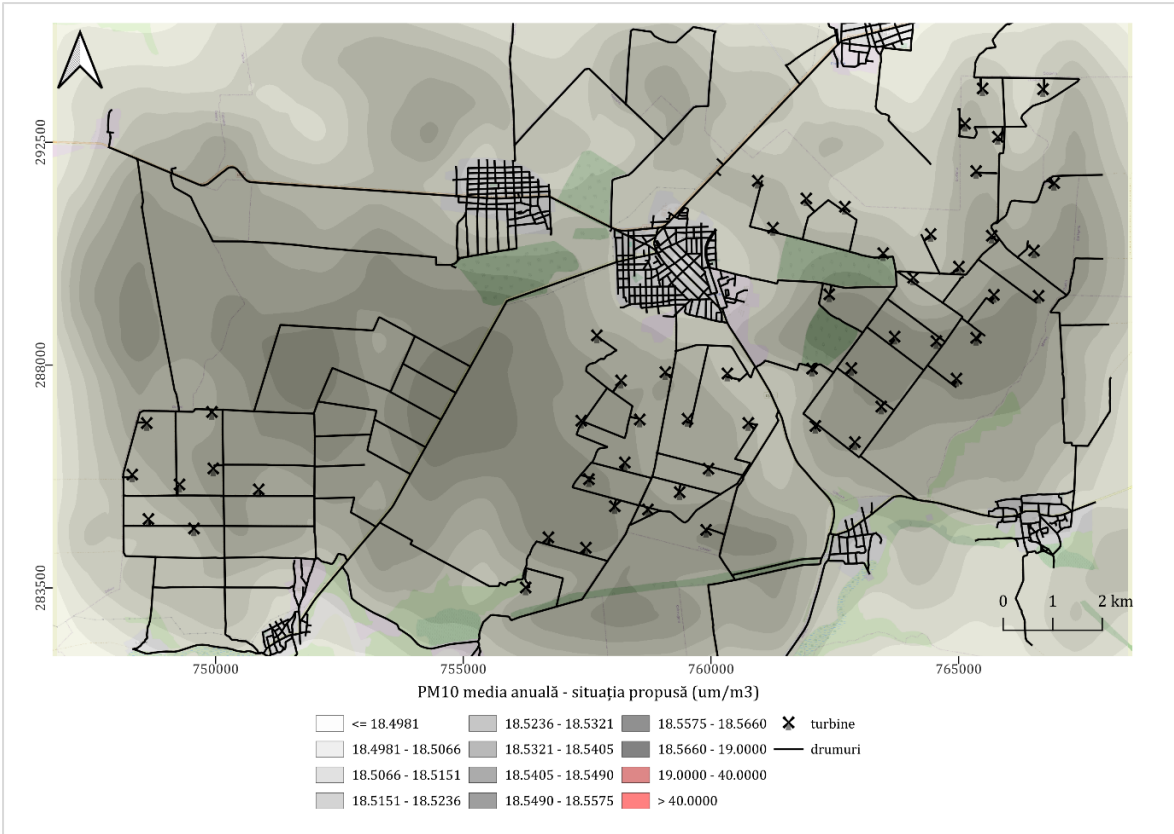 292500
288000
283500
0 1 2 km
750000 755000 760000 765000
PM10 media anuală - situația propusă (um/m3)
<= 18.4981
18.4981 - 18.5066
18.5066 - 18.5151
18.5151 - 18.5236
18.5236 - 18.5321
18.5321 - 18.5405
18.5405 - 18.5490
18.5490 - 18.5575
18.5575 - 18.5660
18.5660 - 19.0000
19.0000 - 40.0000
> 40.0000
turbine
drumuri